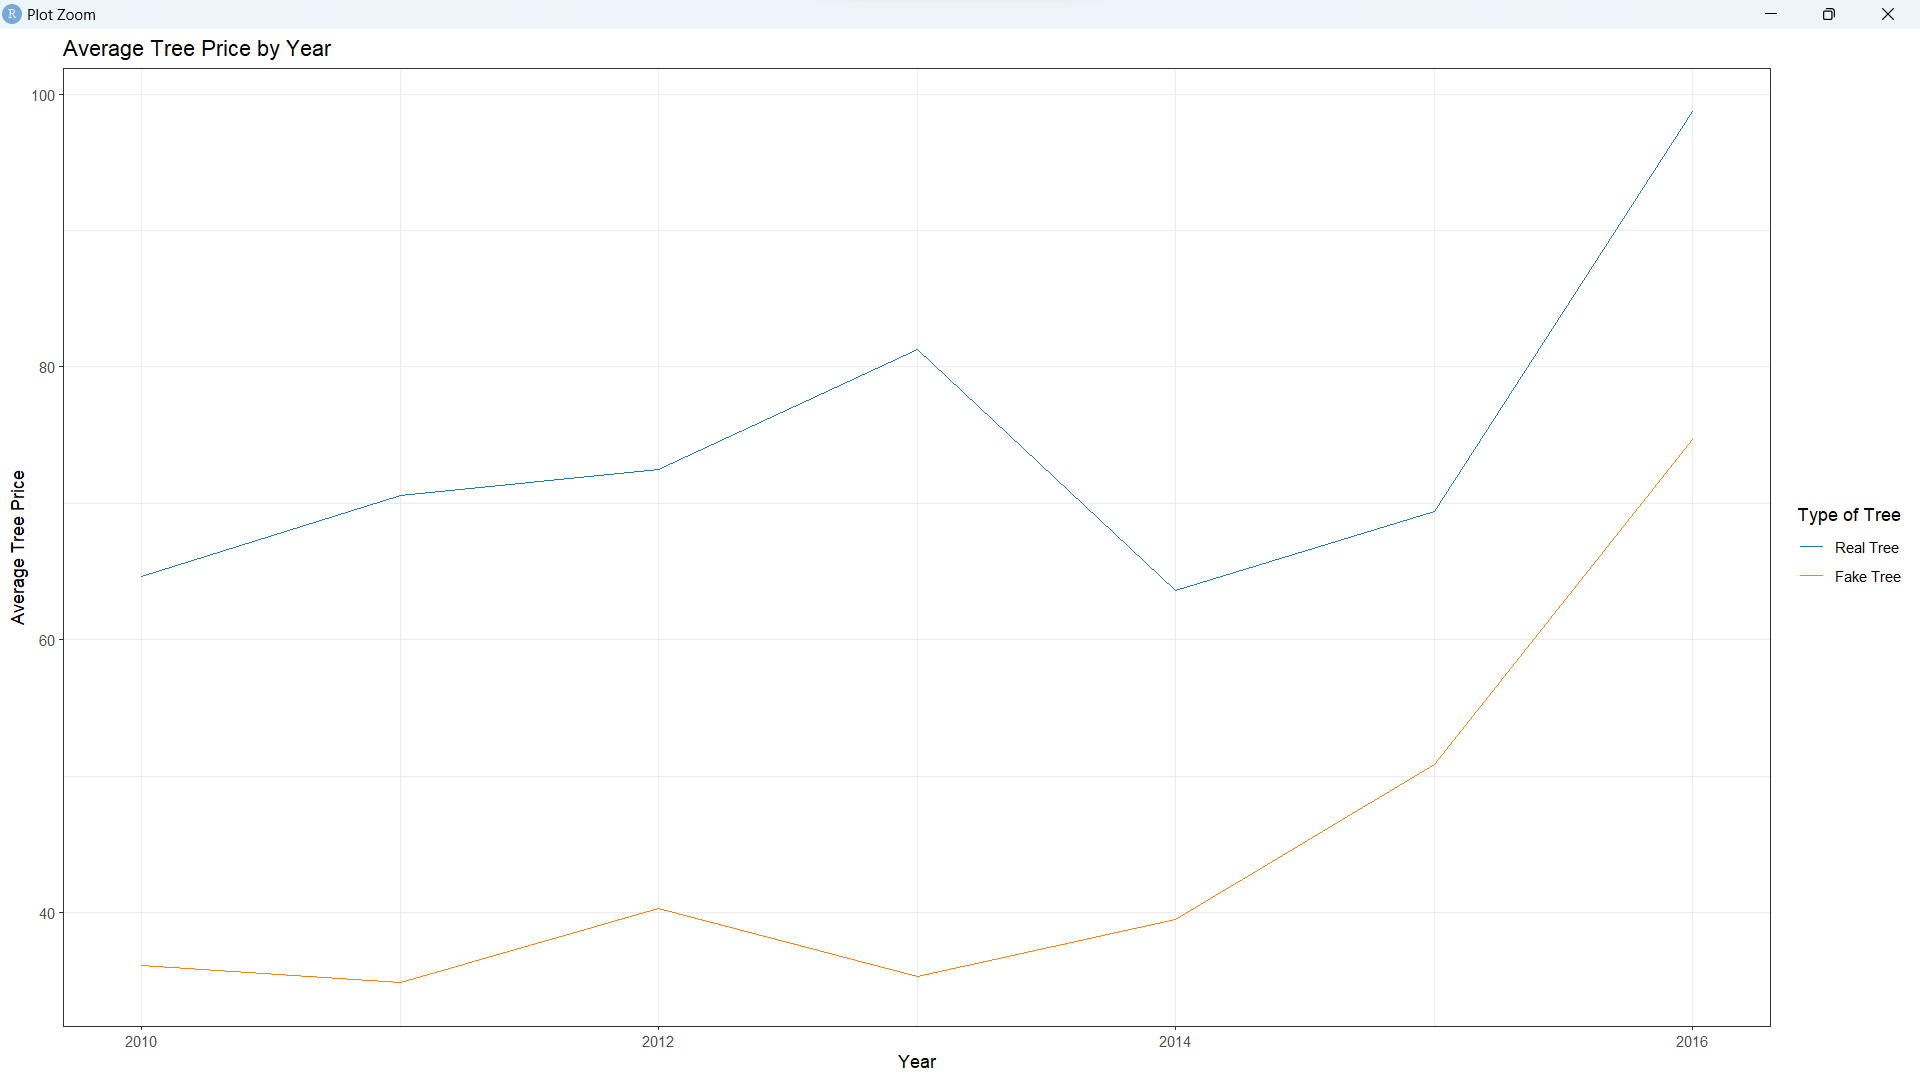 R Plot Zoom
Average Tree Price by Year
100
80
60
40
Average Tree Price
2010 2012 2014 2016
Year
Type of Tree
Real Tree
Fake Tree